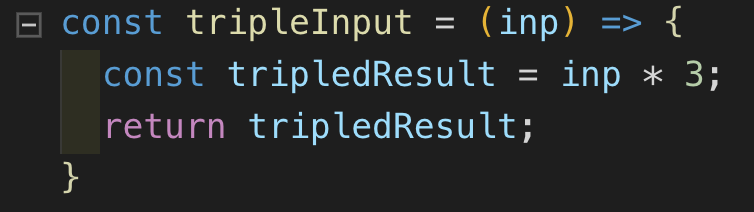 const tripleInput = (inp) => {
  const tripledResult = inp * 3;
  return tripledResult;
}